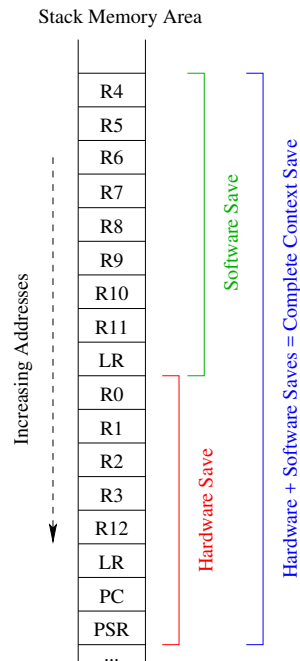 Stack Memory Area
R4
R5
R6
R7
R8
R9
R10
R11
LR
R0
R1
R2
R3
R12
LR
PC
PSR
...
Increasing Addresses
Software Save
Hardware Save
Hardware + Software Saves = Complete Context Save